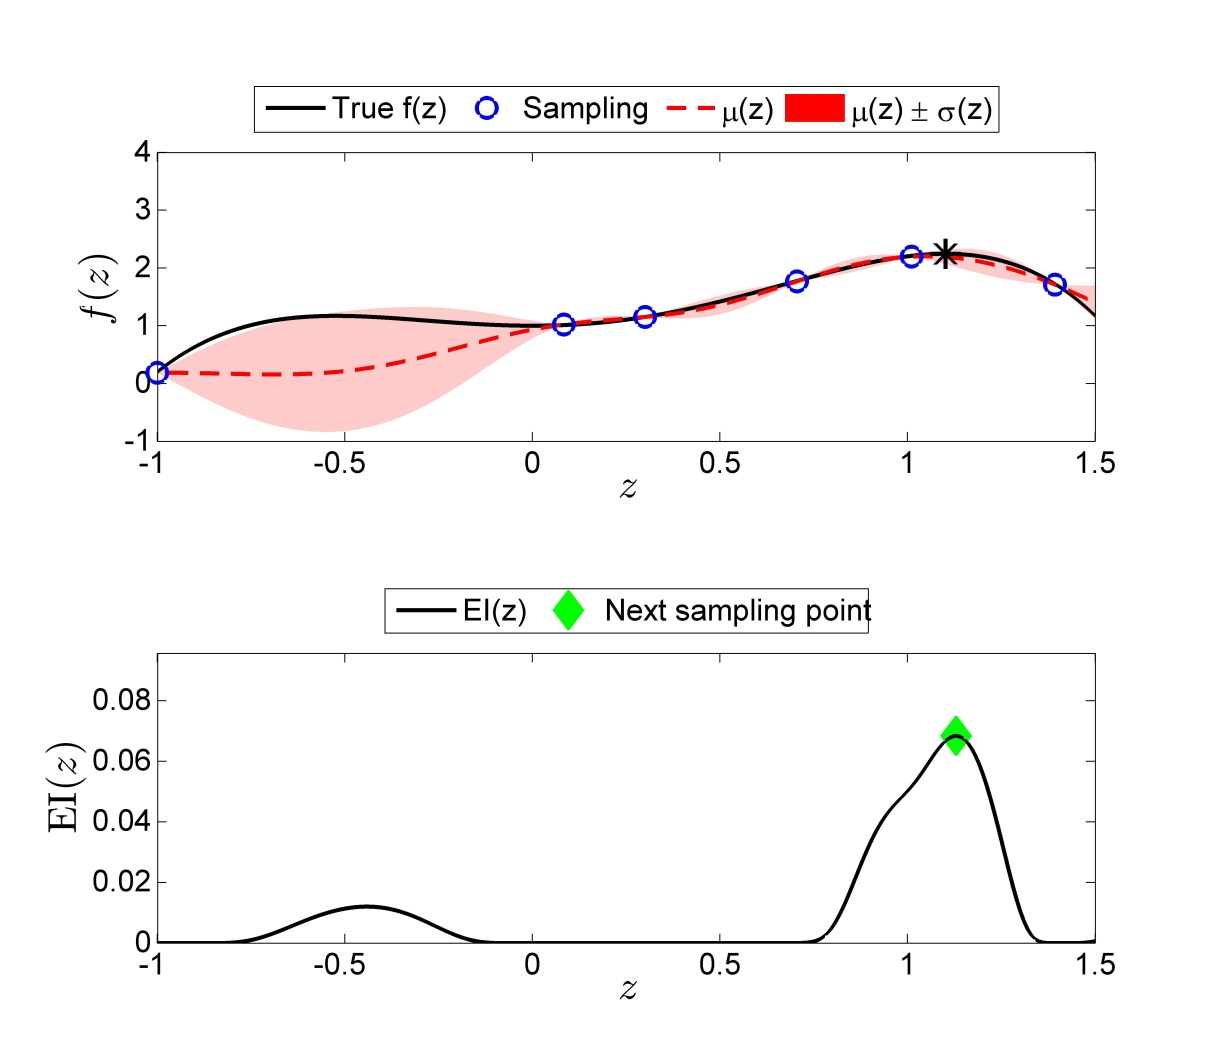 True f(z) Sampling μ(z) μ(z) ± σ(z)
4
3
2
1
0
-1
f(z)
-1 -0.5 0 0.5 1 1.5
z
EI(z) Next sampling point
0.08
0.06
0.04
0.02
0
EI(z)
-1 -0.5 0 0.5 1 1.5
z